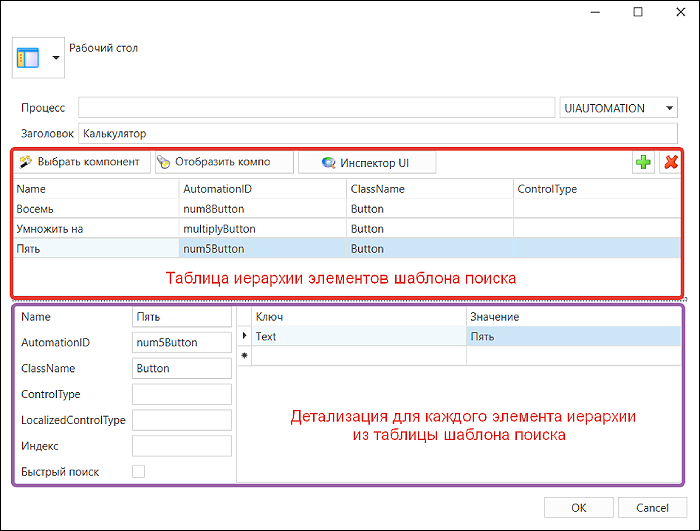 Рабочий стол
Процесс UIAUTOMATION
Заголовок Калькулятор
Выбрать компонент Отобразить компо Инспектор UI
Name AutomationID ClassName ControlType
Восемь num8Button Button
Умножить на multiplyButton Button
Пять num5Button Button
Таблица иерархии элементов шаблона поиска
Name Пять Ключ Значение
AutomationID num5Button Text Пять
ClassName Button
ControlType
LocalizedControlType
Индекс
Быстрый поиск
Детализация для каждого элемента иерархии
из таблицы шаблона поиска
OK Cancel